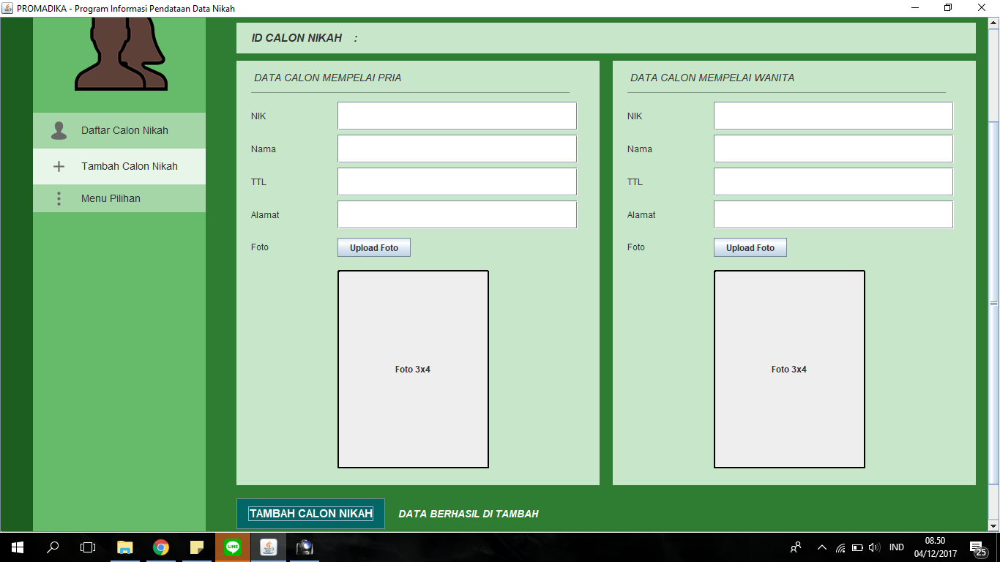 PROMADIKA - Program Informasi Pendataan Data Nikah
ID CALON NIKAH :
Daftar Calon Nikah
Tambah Calon Nikah
Menu Pilihan
DATA CALON MEMPELAI PRIA
NIK
Nama
TTL
Alamat
Foto
Upload Foto
Foto 3x4
DATA CALON MEMPELAI WANITA
NIK
Nama
TTL
Alamat
Foto
Upload Foto
Foto 3x4
TAMBAH CALON NIKAH
DATA BERHASIL DI TAMBAH
LINE
IND
08.50
04/12/2017
25